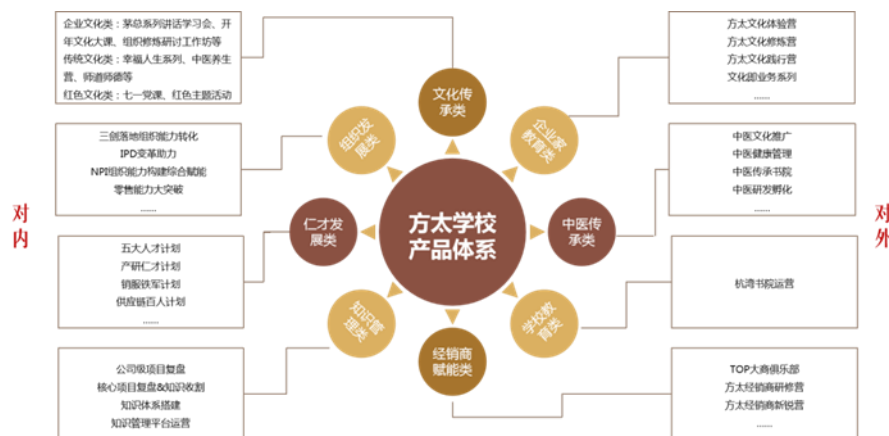 企业文化类：茅总系列讲话学习会、开
年文化大课、组织修炼研讨工作坊等
传统文化类：幸福人生系列、中医养生
营、师道师德等
红色文化类：七一党课、红色主题活动
三创落地组织能力转化
IPD变革助力
NPI组织能力构建综合赋能
零售能力大突破
......
对
内
五大人才计划
产研仁才计划
销服铁军计划
供应链百人计划
......
公司级项目复盘
核心项目复盘&知识收割
知识体系搭建
知识管理平台运营
文化传
承类
组织发
展类
企业家
教育类
仁才发
展类
方太学校
产品体系
中医传
承类
知识管
理类
学校教
育类
经销商
赋能类
方太文化体验营
方太文化修炼营
方太文化践行营
文化即业务系列
......
中医文化推广
中医健康管理
中医传承书院
中医研发孵化
......
对
外
杭湾书院运营
TOP大商俱乐部
方太经销商研修营
方太经销商新锐营
......